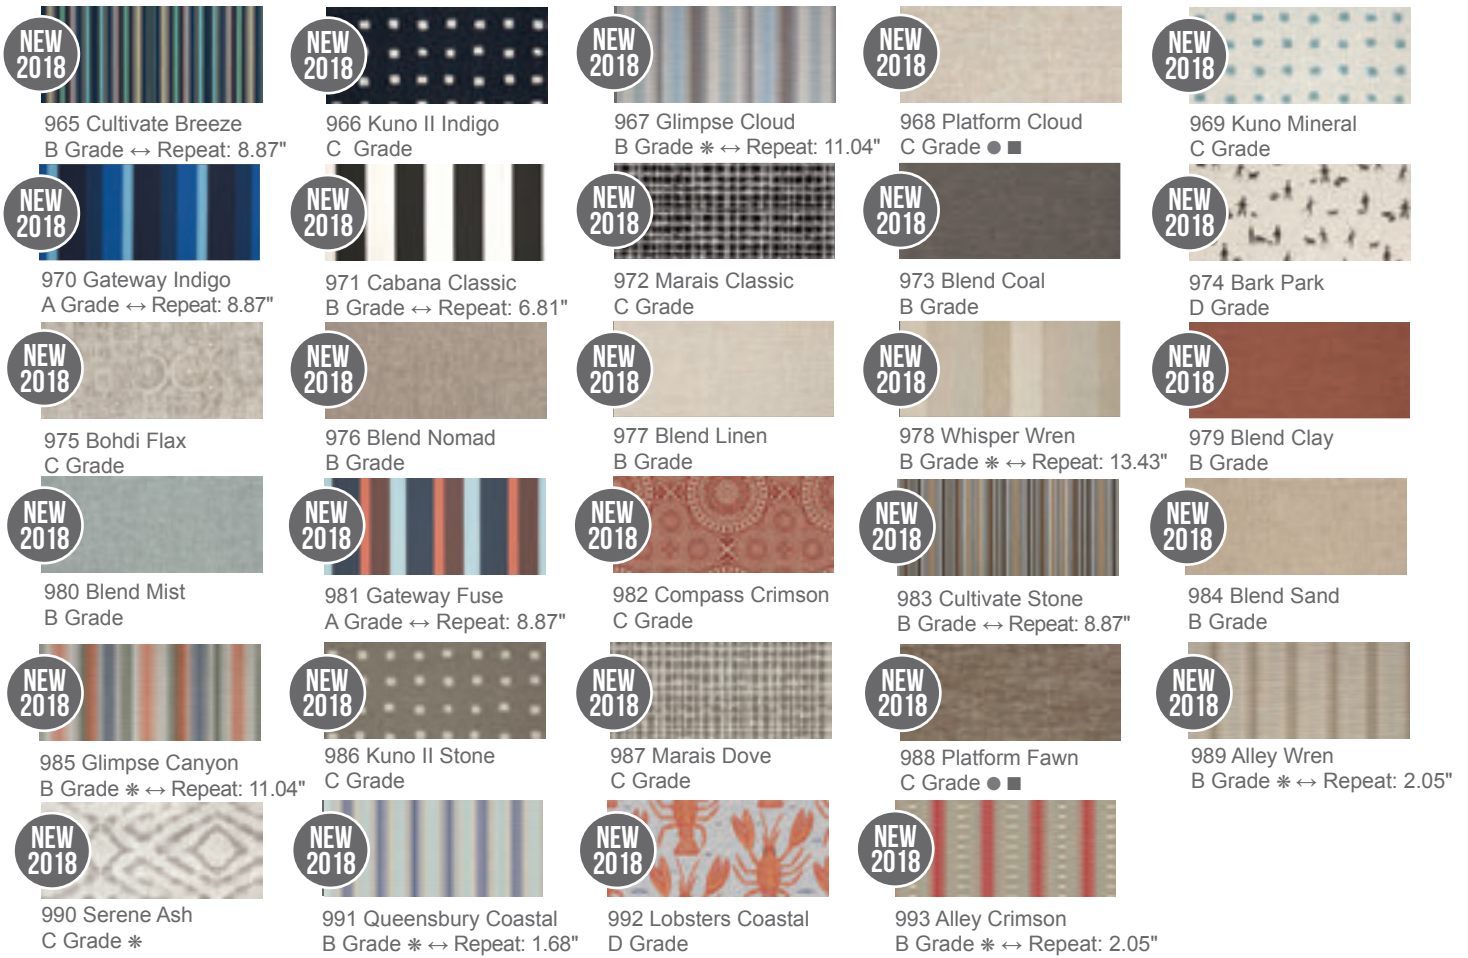 NEW
2018
965 Cultivate Breeze
B Grade ↔ Repeat: 8.87"
NEW
2018
966 Kuno II Indigo
C Grade
NEW
2018
967 Glimpse Cloud
B Grade ❋ ↔ Repeat: 11.04"
NEW
2018
968 Platform Cloud
C Grade ● ■
NEW
2018
969 Kuno Mineral
C Grade
NEW
2018
970 Gateway Indigo
A Grade ↔ Repeat: 8.87"
NEW
2018
971 Cabana Classic
B Grade ↔ Repeat: 6.81"
NEW
2018
972 Marais Classic
C Grade
NEW
2018
973 Blend Coal
B Grade
NEW
2018
974 Bark Park
D Grade
NEW
2018
975 Bohdi Flax
C Grade
NEW
2018
976 Blend Nomad
B Grade
NEW
2018
977 Blend Linen
B Grade
NEW
2018
978 Whisper Wren
B Grade ❋ ↔ Repeat: 13.43"
NEW
2018
979 Blend Clay
B Grade
NEW
2018
980 Blend Mist
B Grade
NEW
2018
981 Gateway Fuse
A Grade ↔ Repeat: 8.87"
NEW
2018
982 Compass Crimson
C Grade
NEW
2018
983 Cultivate Stone
B Grade ↔ Repeat: 8.87"
NEW
2018
984 Blend Sand
B Grade
NEW
2018
985 Glimpse Canyon
B Grade ❋ ↔ Repeat: 11.04"
NEW
2018
986 Kuno II Stone
C Grade
NEW
2018
987 Marais Dove
C Grade
NEW
2018
988 Platform Fawn
C Grade ● ■
NEW
2018
989 Alley Wren
B Grade ❋ ↔ Repeat: 2.05"
NEW
2018
990 Serene Ash
C Grade ❋
NEW
2018
991 Queensbury Coastal
B Grade ❋ ↔ Repeat: 1.68"
NEW
2018
992 Lobsters Coastal
D Grade
NEW
2018
993 Alley Crimson
B Grade ❋ ↔ Repeat: 2.05"